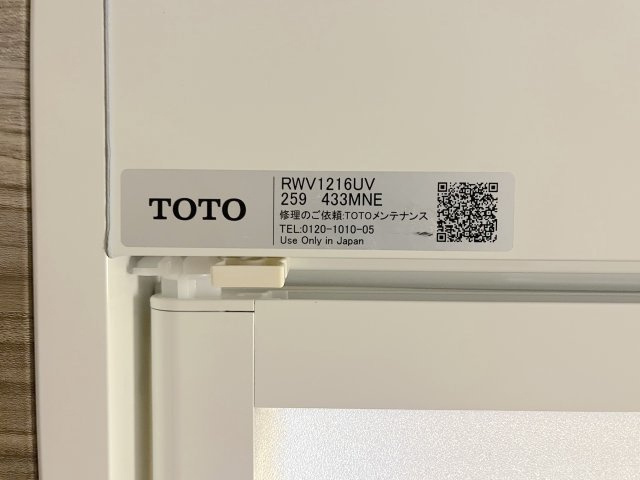 TOTO
RWV1216UV
259 433MNE
修理のご依頼:TOTOメンテナンス
TEL:0120-1010-05
Use Only in Japan